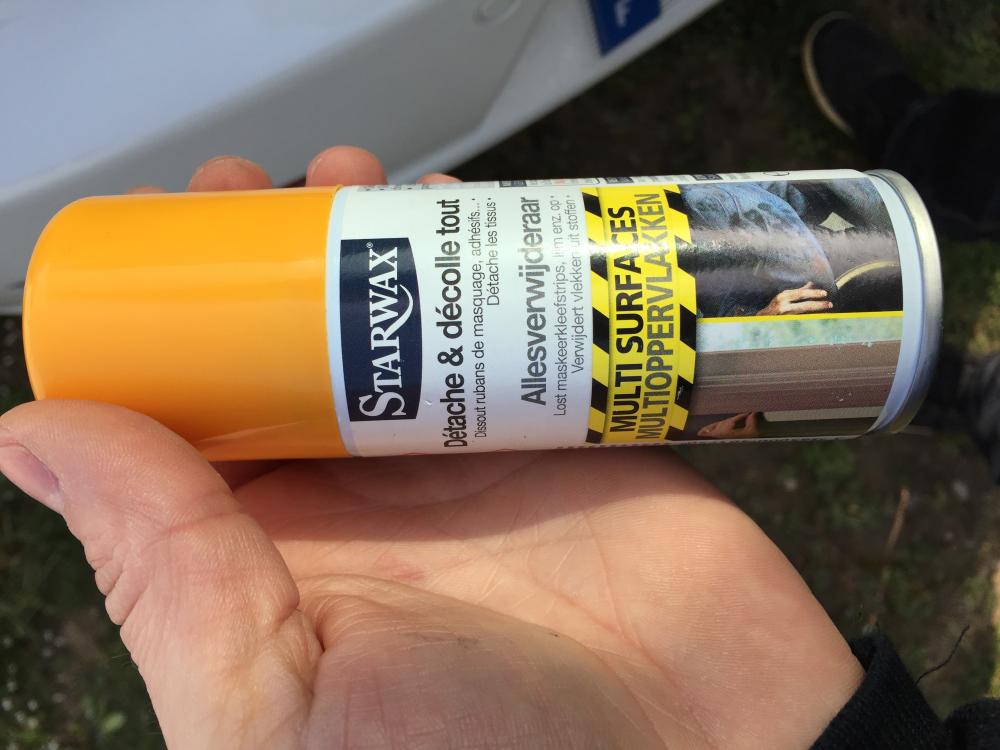 STARWAX®
Détache & décolle tout
Dissout rubans de masquage, adhésifs...
Détache les tissus
Allesverwijderaar
Lost maskeerkleefstrips, lijm enz. op
Verwijdert vlekken uit stoffen
MULTI SURFACES
MULTIOPPERVLAKKEN
F